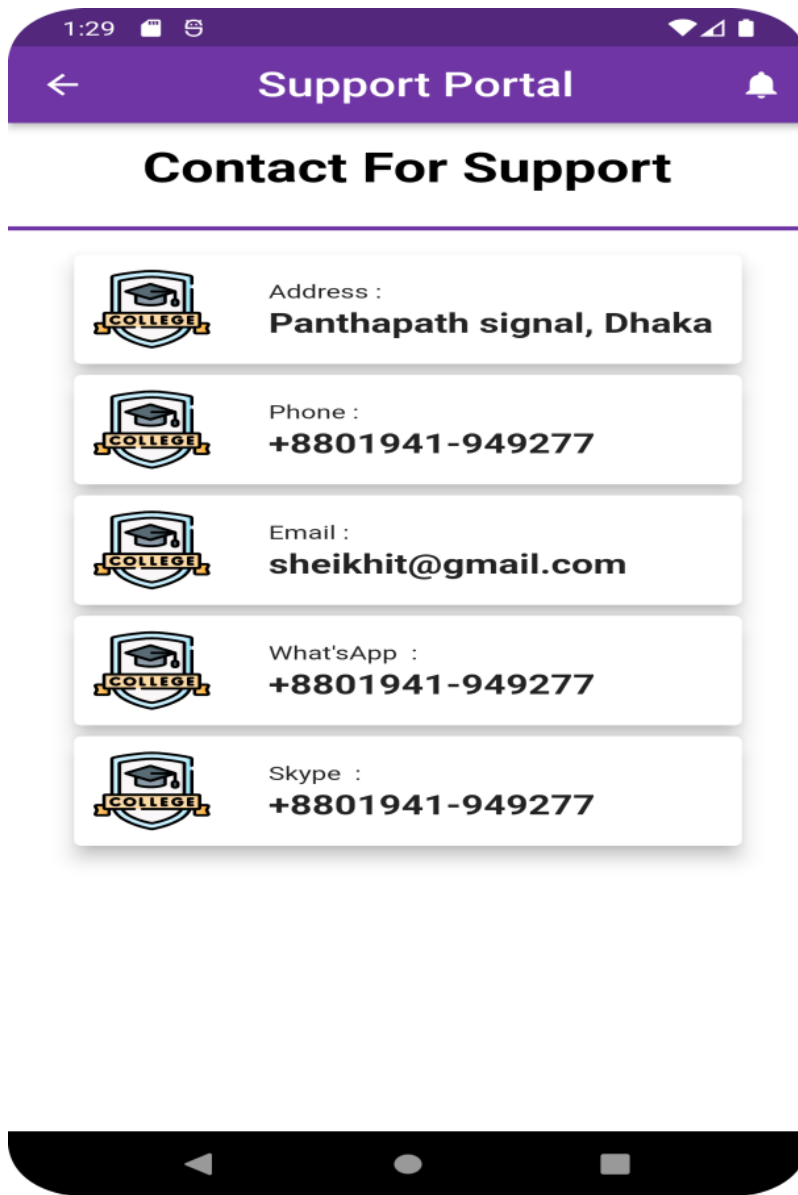 1:29
Support Portal
Contact For Support
COLLEGE
Address :
Panthapath signal, Dhaka
COLLEGE
Phone :
+8801941-949277
COLLEGE
Email :
sheikhit@gmail.com
COLLEGE
What'sApp :
+8801941-949277
COLLEGE
Skype :
+8801941-949277